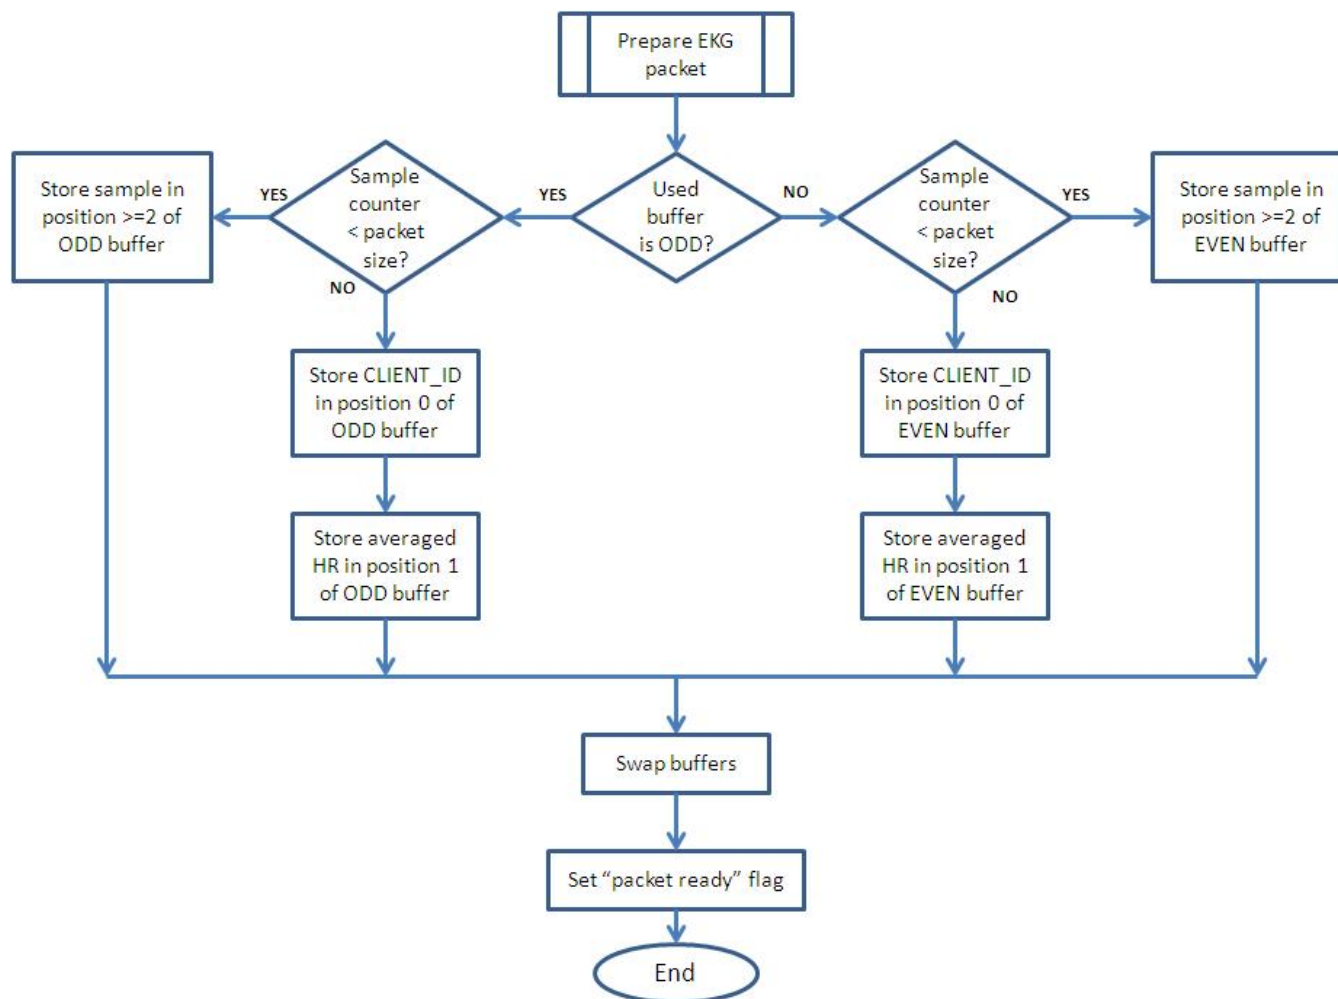 Prepare EKG
packet
Store sample in
position >=2 of
ODD buffer
YES
Sample
counter
< packet
size?
YES
Used
buffer
is ODD?
NO
Sample
counter
< packet
size?
YES
Store sample in
position >=2 of
EVEN buffer
NO
NO
Store CLIENT_ID
in position 0 of
ODD buffer
Store CLIENT_ID
in position 0 of
EVEN buffer
Store averaged
HR in position 1
of ODD buffer
Store averaged
HR in position 1
of EVEN buffer
Swap buffers
Set “packet ready” flag
End